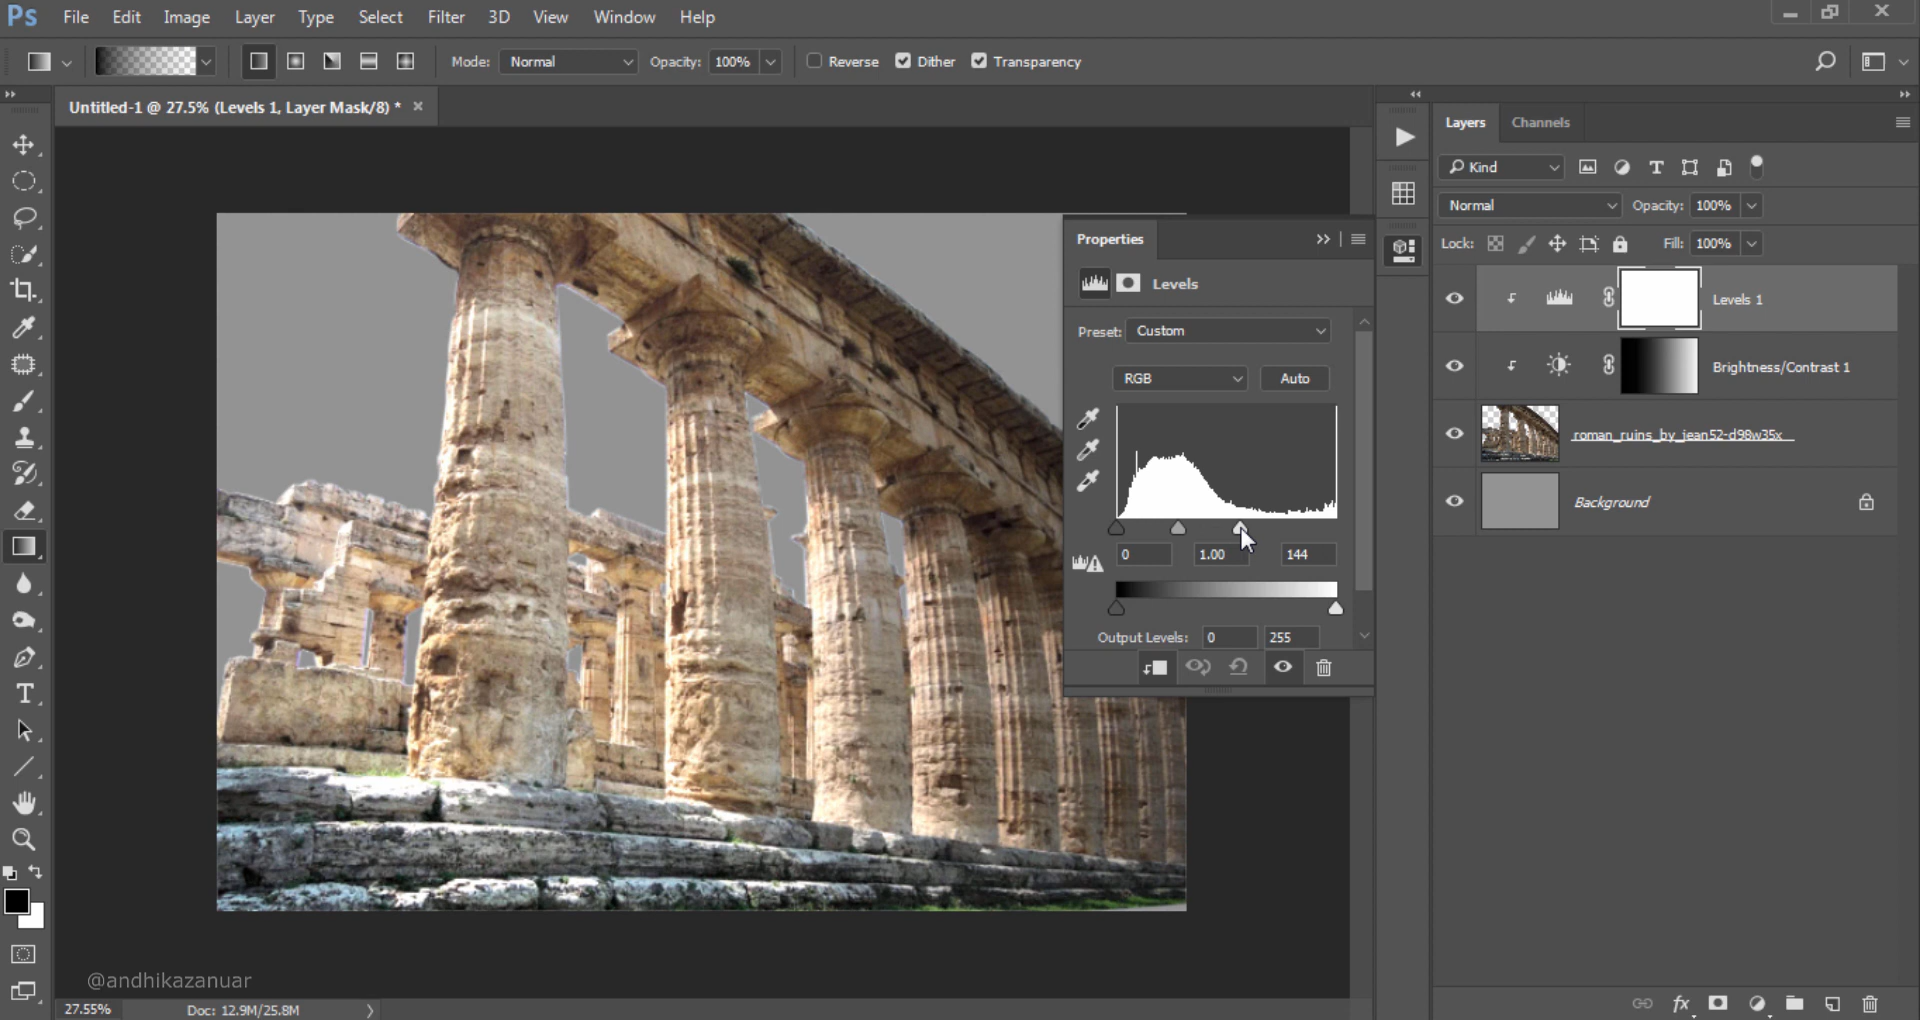 Ps File Edit Image Layer Type Select Filter 3D View Window Help
Mode: Normal Opacity: 100% Reverse Dither Transparency
Untitled-1 @ 27.5% (Levels 1, Layer Mask/8) *
Properties
Levels
Preset: Custom
RGB Auto
0 1.00 144
Output Levels: 0 255
Layers Channels
Kind
Normal Opacity: 100%
Lock: Fill: 100%
Levels 1
Brightness/Contrast 1
roman_ruins_by_jean52-d98w35x
Background
@andhikazanuar
27.55% Doc: 12.9M/25.8M